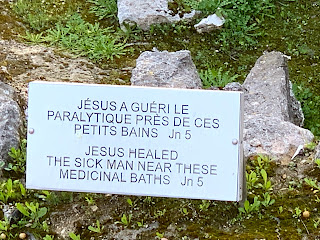 JÉSUS A GUÉRI LE
PARALYTIQUE PRÈS DE CES
PETITS BAINS Jn 5
JESUS HEALED
THE SICK MAN NEAR THESE
MEDICINAL BATHS Jn 5